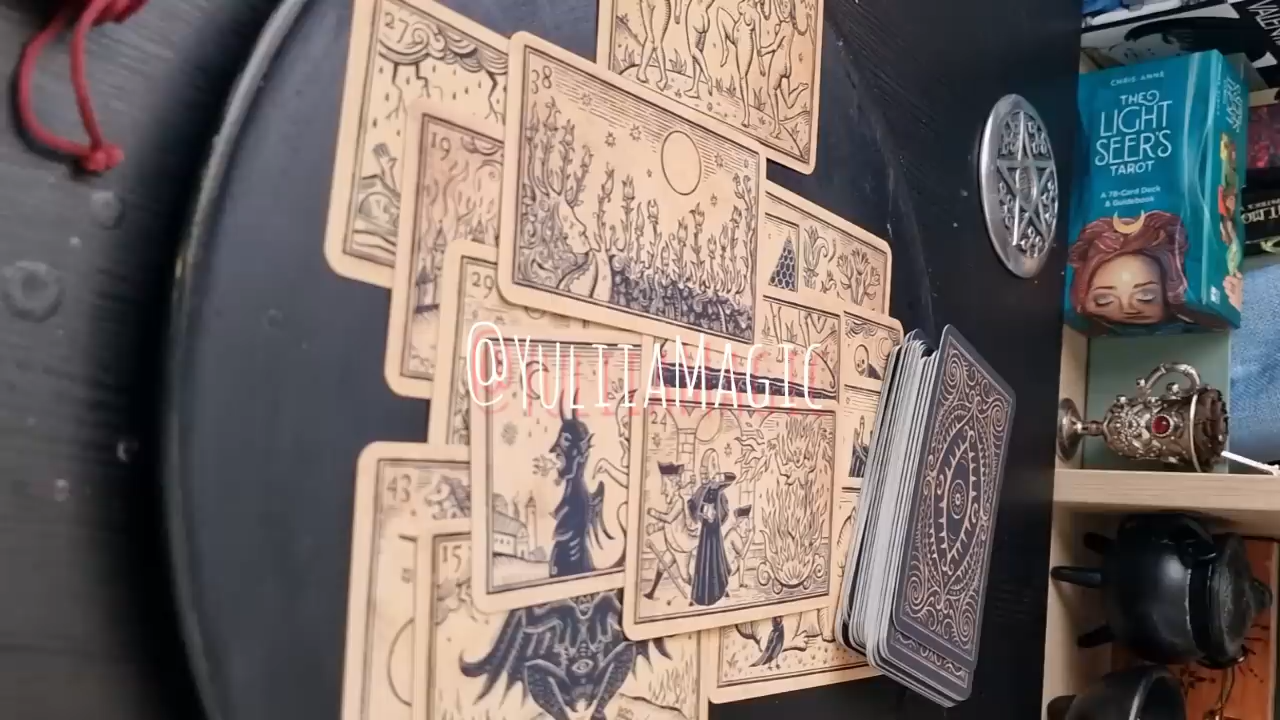 27
19
38
29
43
15
24
@YuliiaMagic
CHRIS-ANNE
THE
LIGHT
SEER'S
TAROT
A 78-Card Deck
& Guidebook